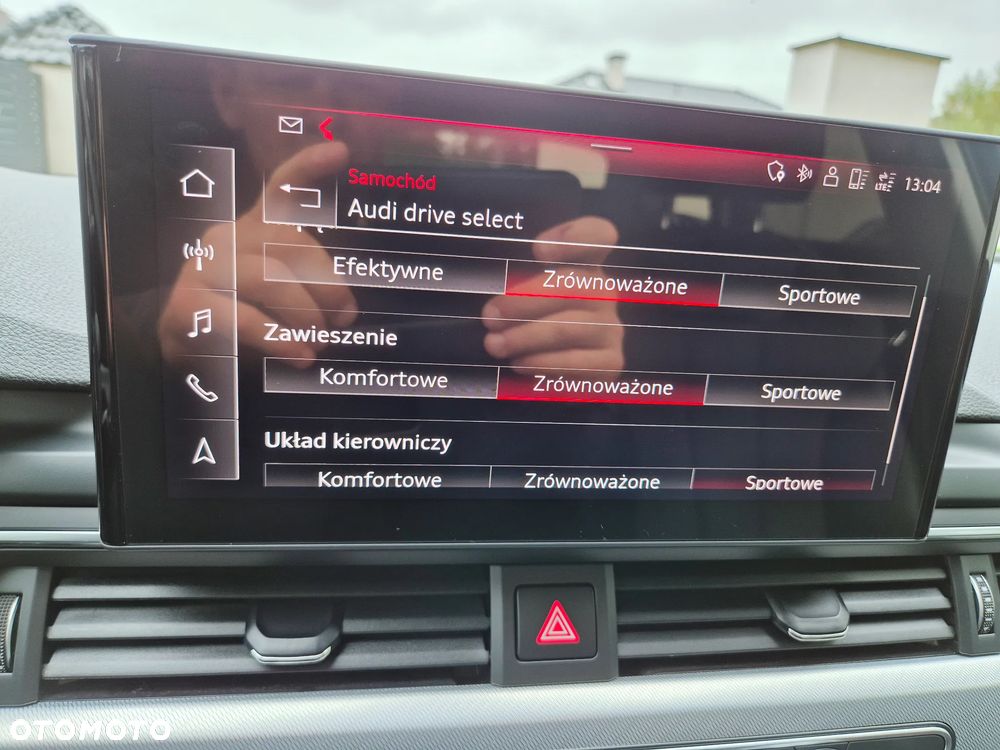 Samochód
Audi drive select
LTE
13:04
Efektywne Zrównoważone Sportowe
Zawieszenie
Komfortowe Zrównoważone Sportowe
Układ kierowniczy
Komfortowe Zrównoważone Sportowe
OTOMOTO